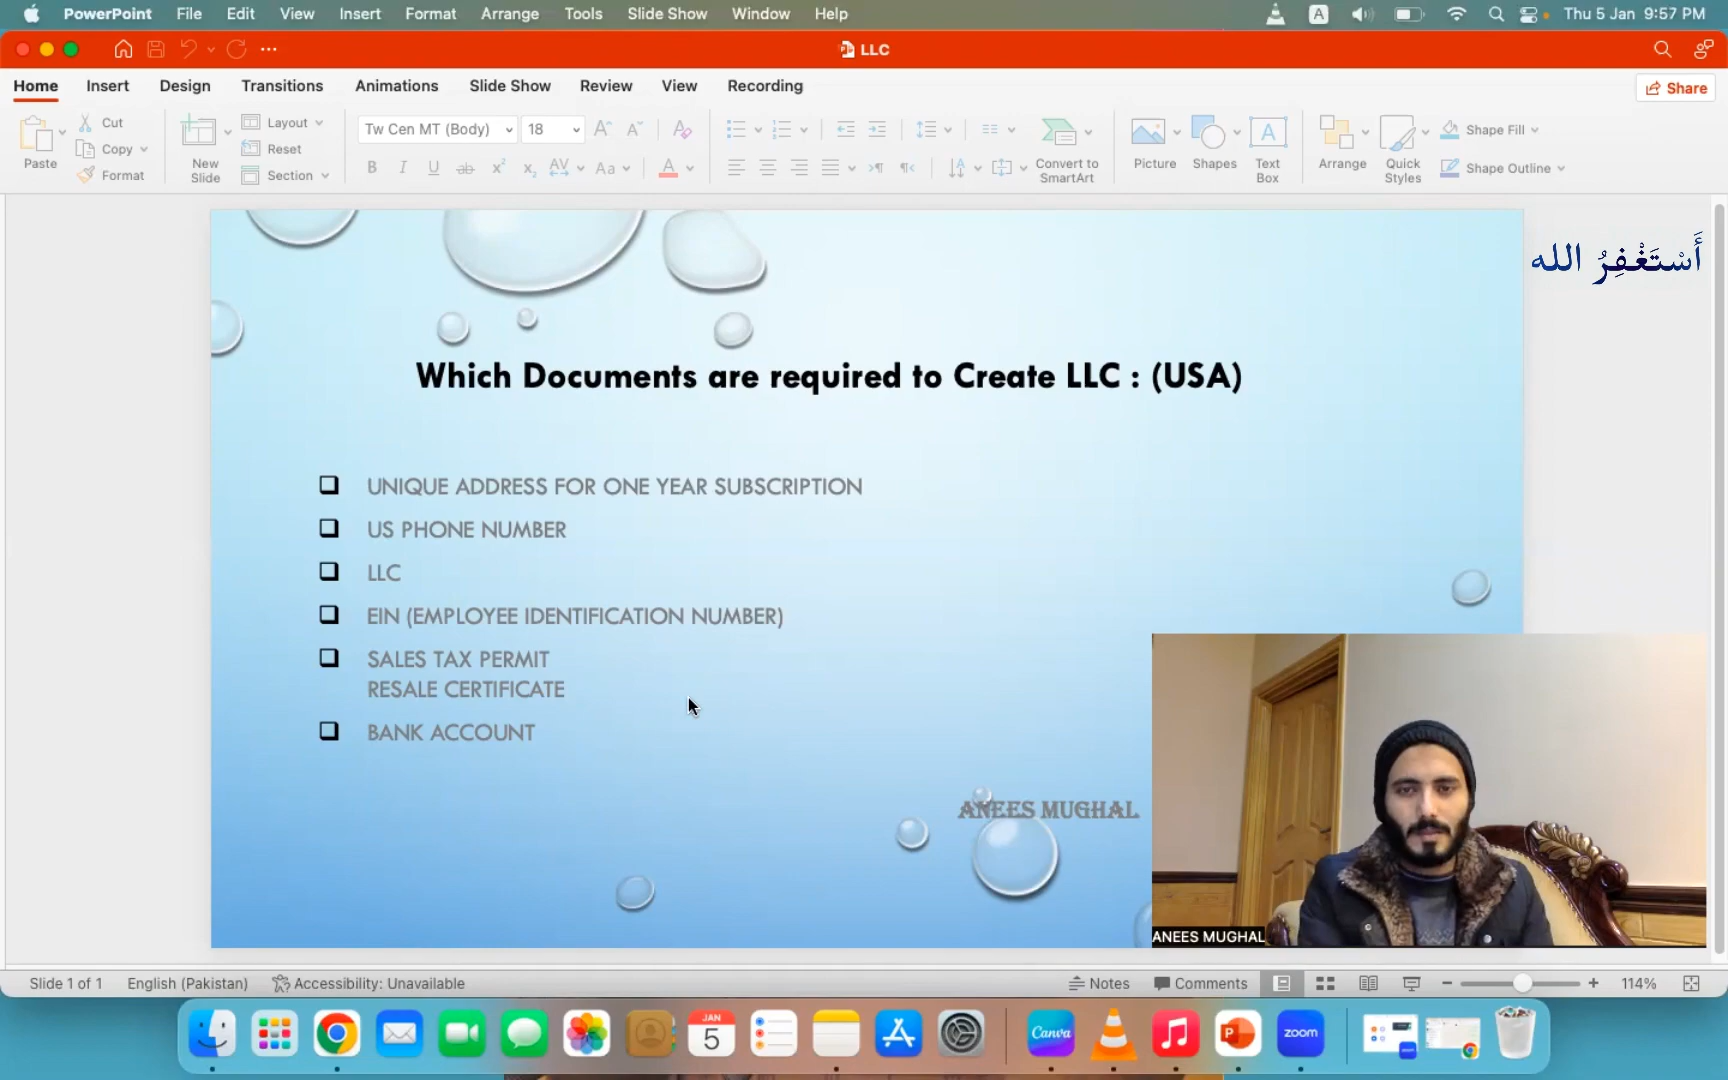 PowerPoint File Edit View Insert Format Arrange Tools Slide Show Window Help A Thu 5 Jan 9:57 PM
LLC
Home Insert Design Transitions Animations Slide Show Review View Recording Share
Paste
Cut
Copy
Format
New
Slide
Layout
Reset
Section
Tw Cen MT (Body) 18
B I U ab x² x₂ AV Aa A
Convert to
SmartArt
Picture
Shapes
Text
Box
Arrange
Quick
Styles
Shape Fill
Shape Outline
أَسْتَغْفِرُ الله
Which Documents are required to Create LLC : (USA)
UNIQUE ADDRESS FOR ONE YEAR SUBSCRIPTION
US PHONE NUMBER
LLC
EIN (EMPLOYEE IDENTIFICATION NUMBER)
SALES TAX PERMIT
RESALE CERTIFICATE
BANK ACCOUNT
ANEES MUGHAL
ANEES MUGHAL
Slide 1 of 1 English (Pakistan) Accessibility: Unavailable Notes Comments 114%
JAN
5
Canva
P
zoom